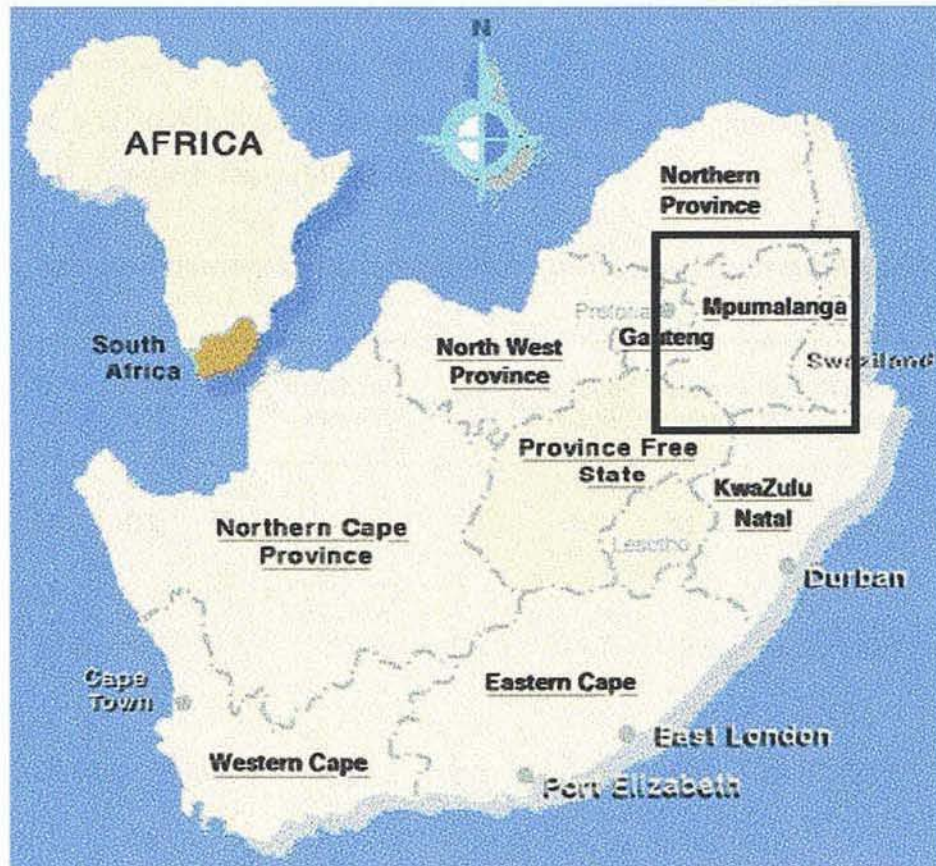 N
AFRICA
Northern
Province
Pretoria
Mpumalanga
Gauteng
South
Africa
North West
Province
Swaziland
Province Free
State
KwaZulu
Natal
Northern Cape
Province
Lesotho
Durban
Cape
Town
Eastern Cape
East London
Western Cape
Port Elizabeth